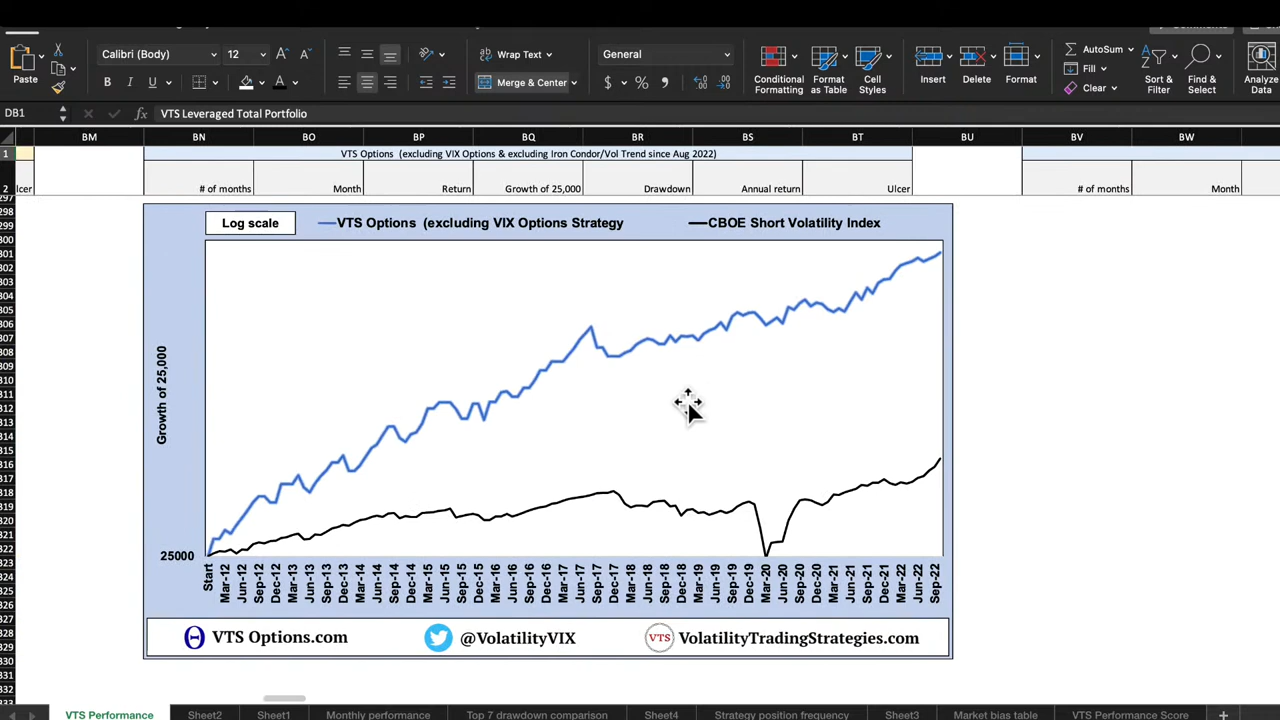 Comments
Calibri (Body) 12 Wrap Text General AutoSum
Fill
Paste B I U Merge & Center $ % Conditional Formatting Format as Table Cell Styles Insert Delete Format Clear Sort & Filter Find & Select Analyze Data
DB1 fx VTS Leveraged Total Portfolio
BM BN BO BP BQ BR BS BT BU BV BW
1 VTS Options (excluding VIX Options & excluding Iron Condor/Vol Trend since Aug 2022)
2 Ulcer # of months Month Return Growth of 25,000 Drawdown Annual return Ulcer # of months Month
Log scale VTS Options (excluding VIX Options Strategy CBOE Short Volatility Index
Growth of 25,000
25000
Start Mar-12 Jun-12 Sep-12 Dec-12 Mar-13 Jun-13 Sep-13 Dec-13 Mar-14 Jun-14 Sep-14 Dec-14 Mar-15 Jun-15 Sep-15 Dec-15 Mar-16 Jun-16 Sep-16 Dec-16 Mar-17 Jun-17 Sep-17 Dec-17 Mar-18 Jun-18 Sep-18 Dec-18 Mar-19 Jun-19 Sep-19 Dec-19 Mar-20 Jun-20 Sep-20 Dec-20 Mar-21 Jun-21 Sep-21 Dec-21 Mar-22 Jun-22 Sep-22
VTS Options.com @VolatilityVIX VTS VolatilityTradingStrategies.com
VTS Performance Sheet2 Sheet1 Monthly performance Top 7 drawdown comparison Sheet4 Strategy position frequency Sheet3 Market bias table VTS Performance Score +